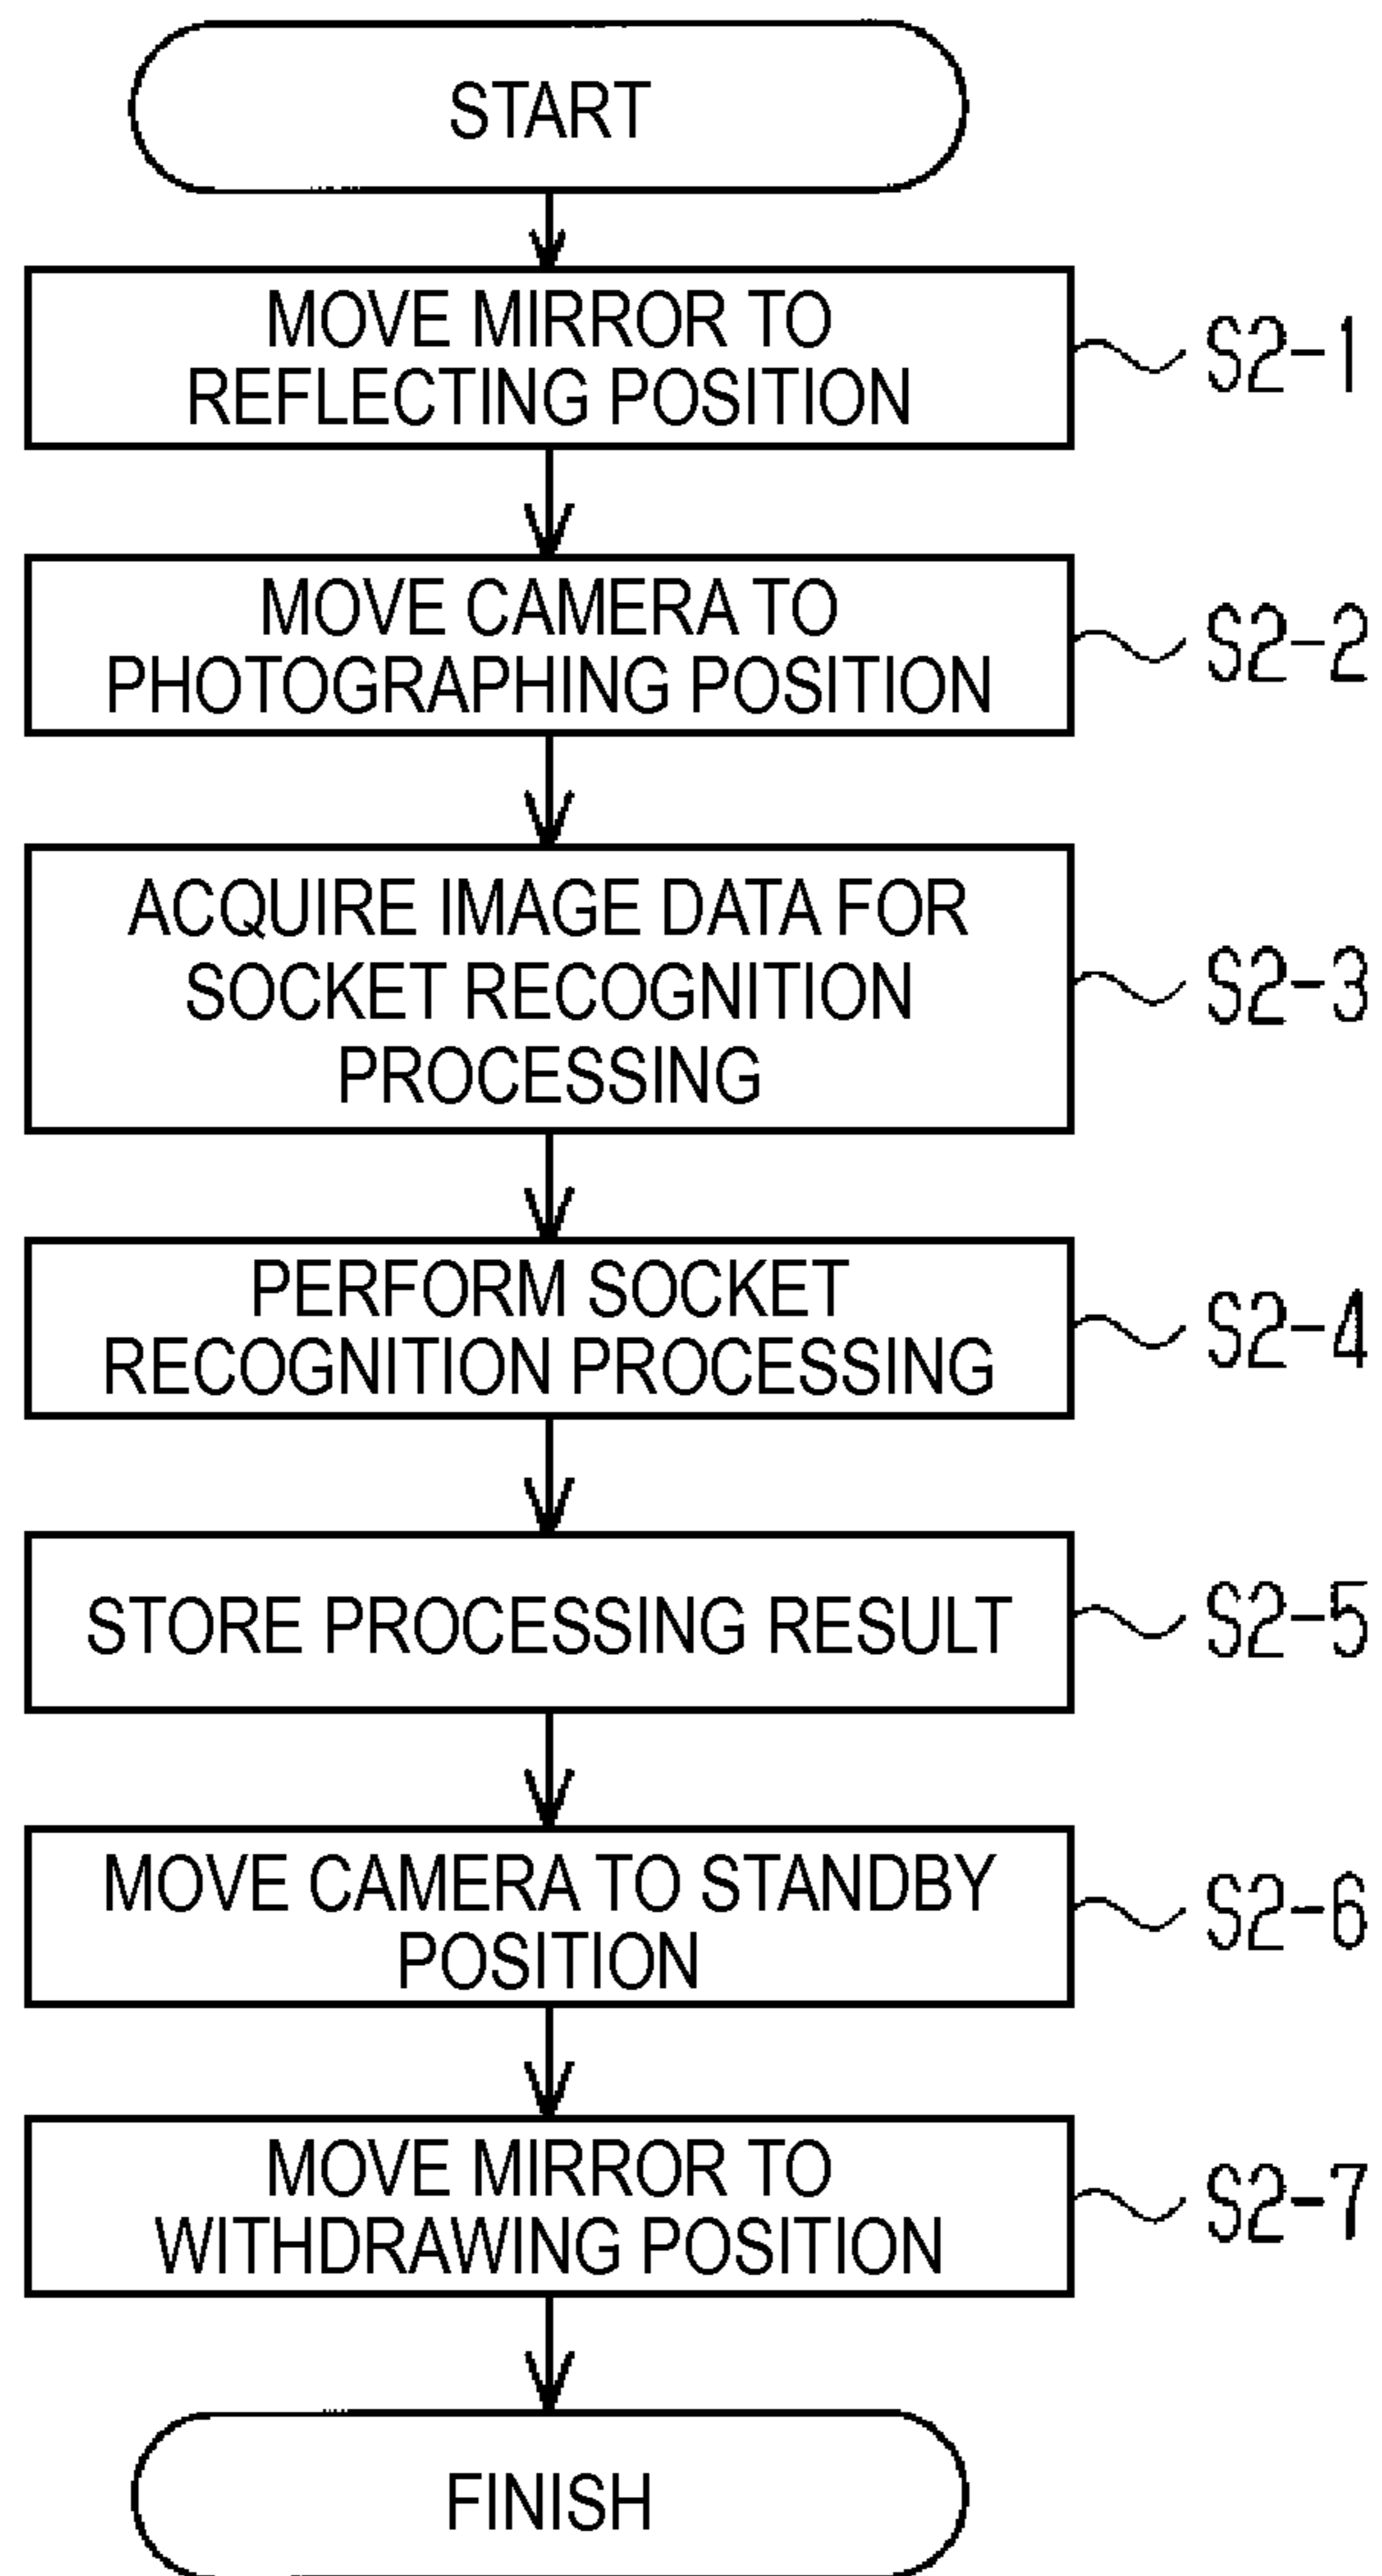 START
MOVE MIRROR TO
REFLECTING POSITION
S2-1
MOVE CAMERA TO
PHOTOGRAPHING POSITION
S2-2
ACQUIRE IMAGE DATA FOR
SOCKET RECOGNITION
PROCESSING
S2-3
PERFORM SOCKET
RECOGNITION PROCESSING
S2-4
STORE PROCESSING RESULT
S2-5
MOVE CAMERA TO STANDBY
POSITION
S2-6
MOVE MIRROR TO
WITHDRAWING POSITION
S2-7
FINISH